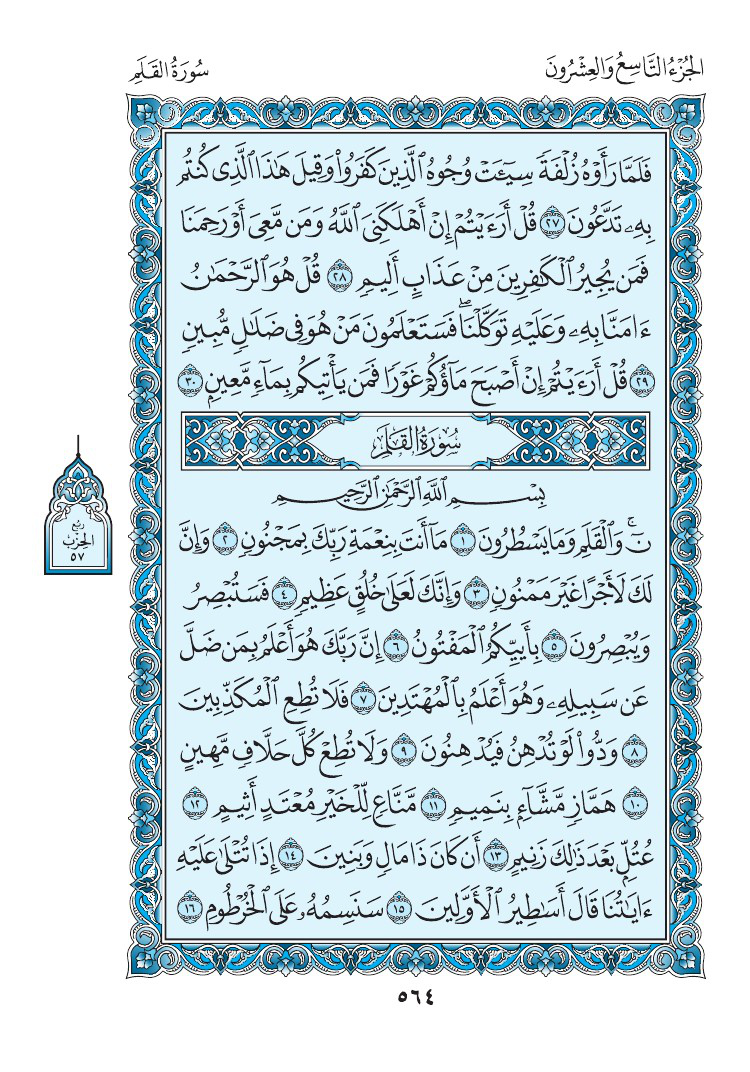 الجُزْءُ التَّاسِعُ وَالعِشْرُونَ
سُورَةُ القَلَمِ
فَلَمَّا رَأَوْهُ زُلْفَةً سِيٓـَٔتْ وُجُوهُ ٱلَّذِينَ كَفَرُوا۟ وَقِيلَ هَٰذَا ٱلَّذِى كُنتُم
بِهِۦ تَدَّعُونَ ٢٧ قُلْ أَرَءَيْتُمْ إِنْ أَهْلَكَنِىَ ٱللَّهُ وَمَن مَّعِىَ أَوْ رَحِمَنَا
فَمَن يُجِيرُ ٱلْكَٰفِرِينَ مِنْ عَذَابٍ أَلِيمٍ ٢٨ قُلْ هُوَ ٱلرَّحْمَٰنُ
ءَامَنَّا بِهِۦ وَعَلَيْهِ تَوَكَّلْنَا ۖ فَسَتَعْلَمُونَ مَنْ هُوَ فِى ضَلَٰلٍ مُّبِينٍ
٢٩ قُلْ أَرَءَيْتُمْ إِنْ أَصْبَحَ مَآؤُكُمْ غَوْرًا فَمَن يَأْتِيكُم بِمَآءٍ مَّعِينٍ ٣٠
سُورَةُ القَلَمِ
بِسْمِ ٱللَّهِ ٱلرَّحْمَٰنِ ٱلرَّحِيمِ
نٓ ۚ وَٱلْقَلَمِ وَمَا يَسْطُرُونَ ١ مَآ أَنتَ بِنِعْمَةِ رَبِّكَ بِمَجْنُونٍ ٢ وَإِنَّ
لَكَ لَأَجْرًا غَيْرَ مَمْنُونٍ ٣ وَإِنَّكَ لَعَلَىٰ خُلُقٍ عَظِيمٍ ٤ فَسَتُبْصِرُ
وَيُبْصِرُونَ ٥ بِأَييِّكُمُ ٱلْمَفْتُونُ ٦ إِنَّ رَبَّكَ هُوَ أَعْلَمُ بِمَن ضَلَّ
عَن سَبِيلِهِۦ وَهُوَ أَعْلَمُ بِٱلْمُهْتَدِينَ ٧ فَلَا تُطِعِ ٱلْمُكَذِّبِينَ
٨ وَدُّوا۟ لَوْ تُدْهِنُ فَيُدْهِنُونَ ٩ وَلَا تُطِعْ كُلَّ حَلَّافٍ مَّهِينٍ
١٠ هَمَّازٍ مَّشَّآءٍۭ بِنَمِيمٍ ١١ مَّنَّاعٍ لِّلْخَيْرِ مُعْتَدٍ أَثِيمٍ ١٢
عُتُلٍّۭ بَعْدَ ذَٰلِكَ زَنِيمٍ ١٣ أَن كَانَ ذَا مَالٍ وَبَنِينَ ١٤ إِذَا تُتْلَىٰ عَلَيْهِ
ءَايَٰتُنَا قَالَ أَسَٰطِيرُ ٱلْأَوَّلِينَ ١٥ سَنَسِمُهُۥ عَلَى ٱلْخُرْطُومِ ١٦
ربع
الحزب
٥٧
٥٦٤